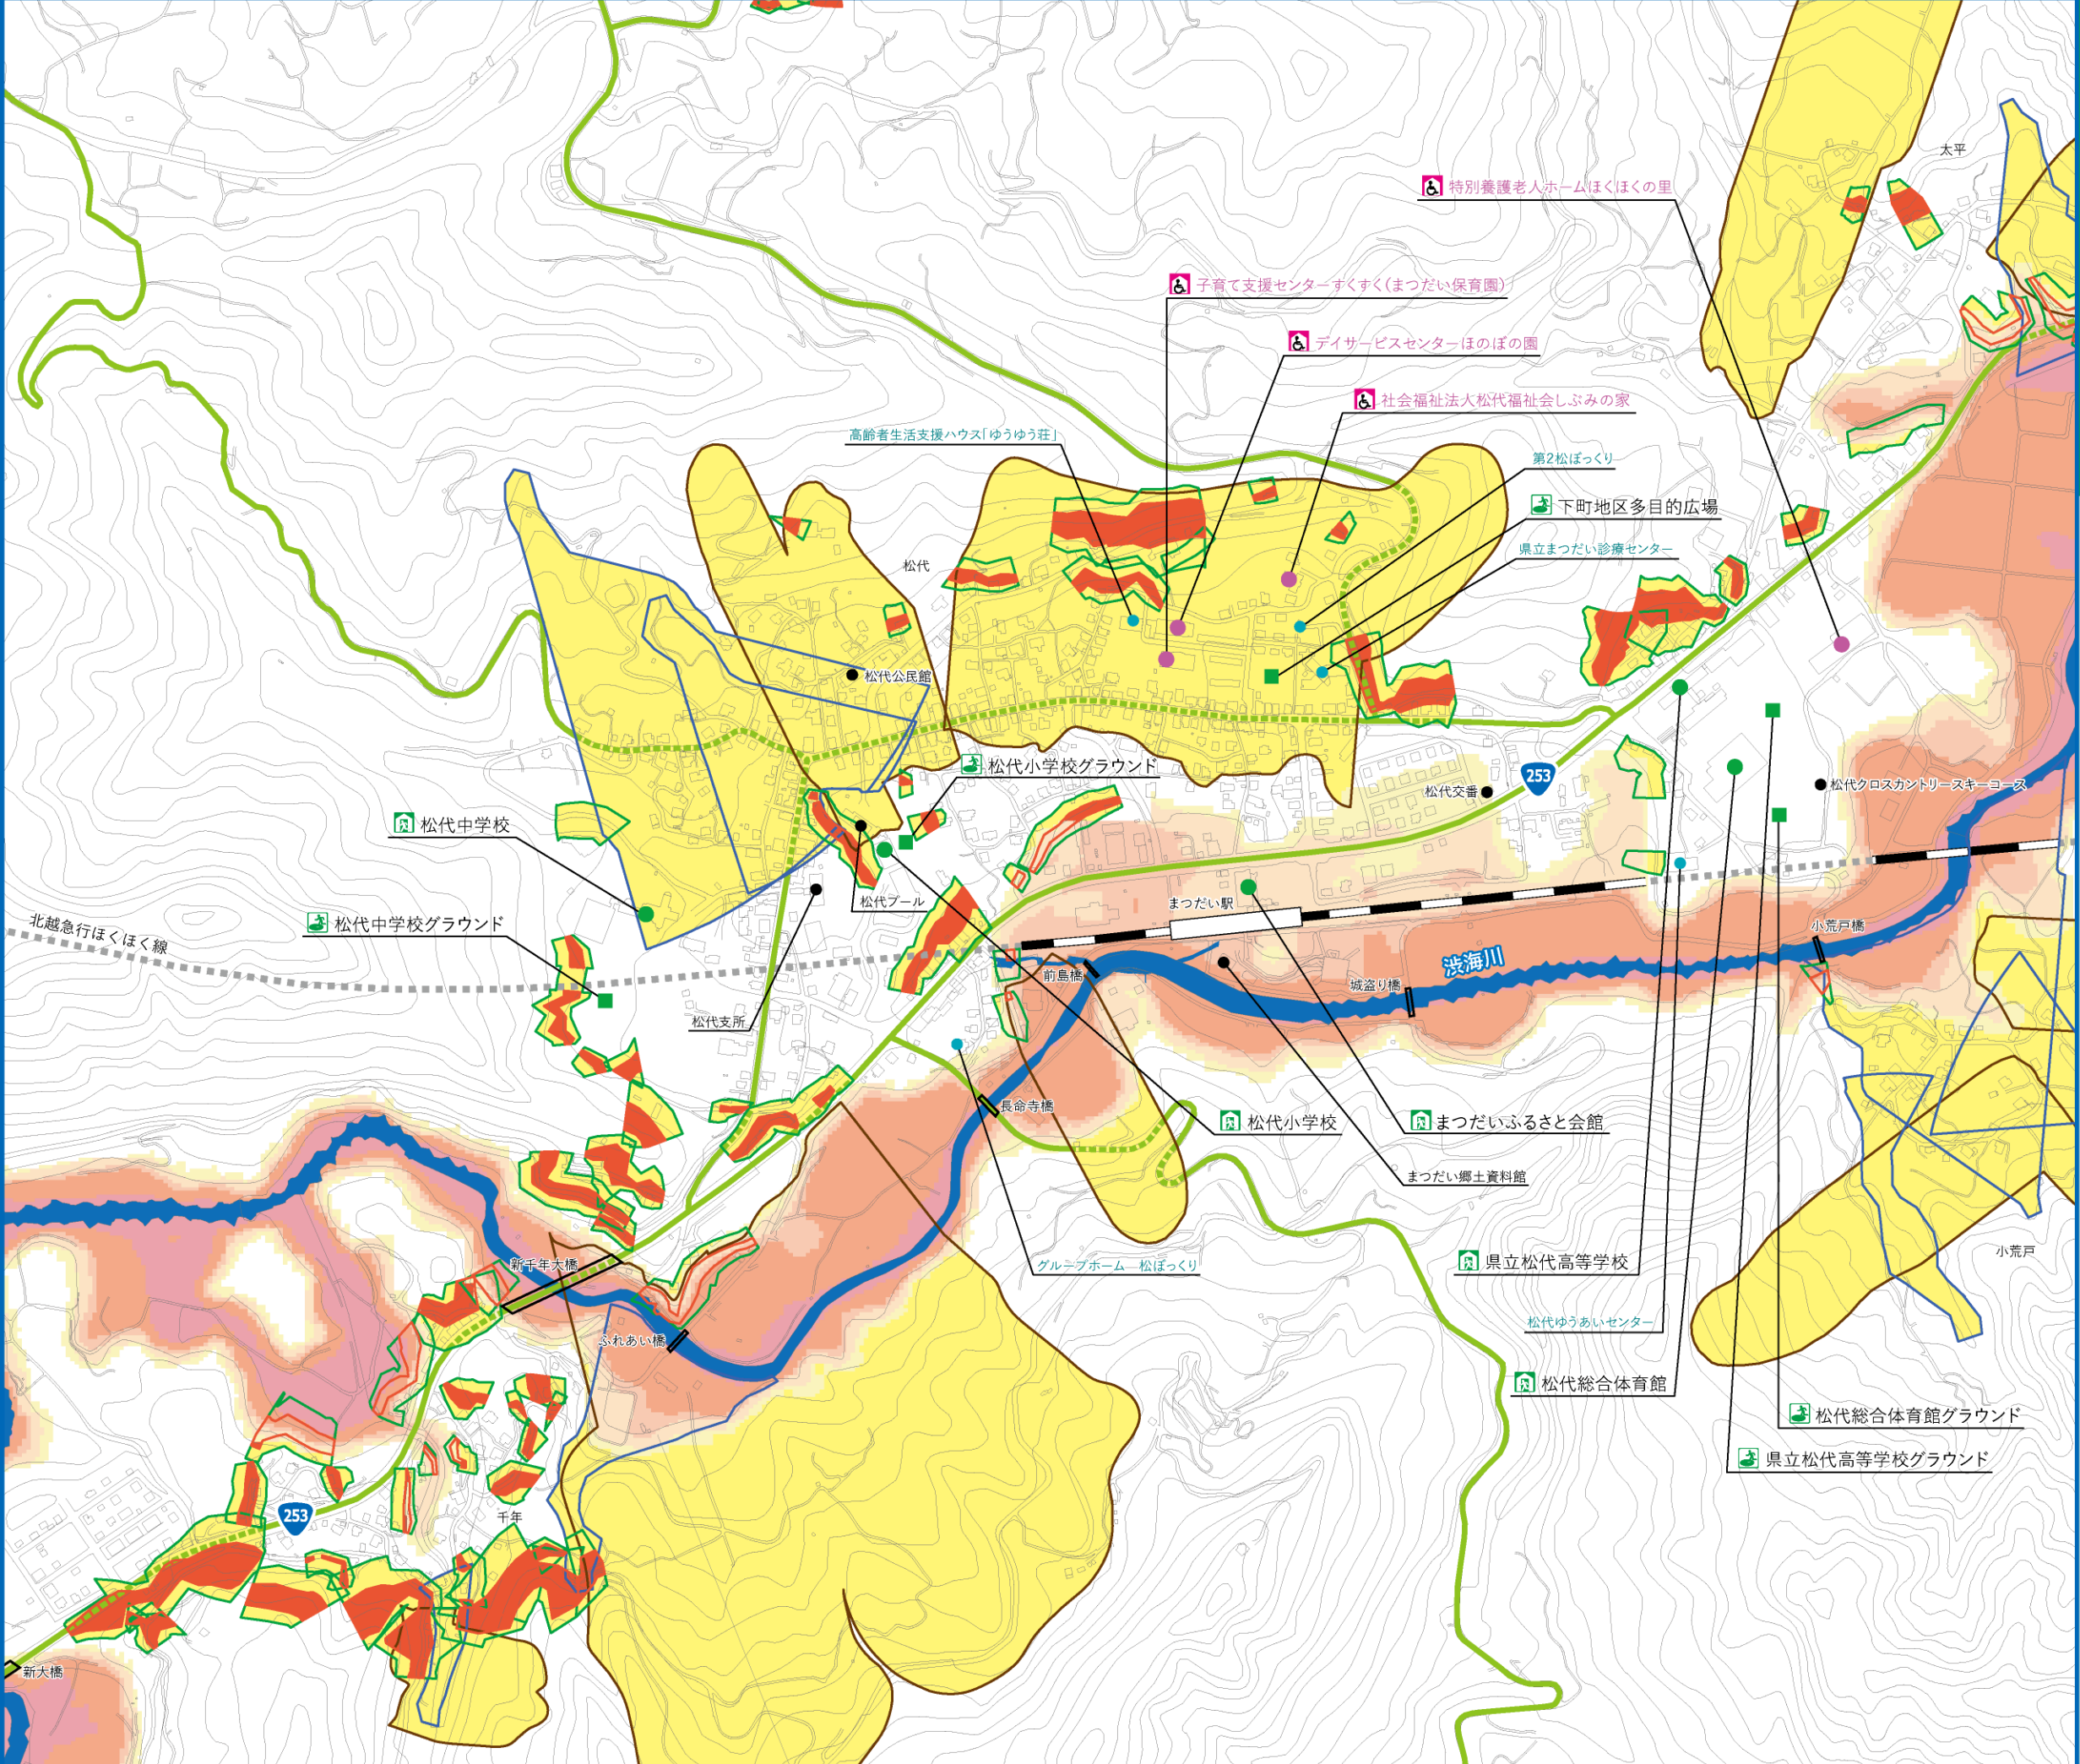 太平
特別養護老人ホームほくほくの里
子育て支援センターすくすく(まつだい保育園)
デイサービスセンターほのぼの園
社会福祉法人松代福祉会しぶみの家
高齢者生活支援ハウス「ゆうゆう荘」
第2松ぼっくり
下町地区多目的広場
県立まつだい診療センター
松代
松代公民館
松代小学校グラウンド
253
松代交番
松代クロスカントリースキーコース
松代中学校
松代プール
まつだい駅
松代中学校グラウンド
北越急行ほくほく線
小荒戸橋
渋海川
前島橋
城盗り橋
松代支所
長命寺橋
松代小学校
まつだいふるさと会館
まつだい郷土資料館
小荒戸
新千年大橋
グループホーム 松ぼっくり
県立松代高等学校
松代ゆうあいセンター
ふれあい橋
松代総合体育館
松代総合体育館グラウンド
県立松代高等学校グラウンド
253
千年
新大橋